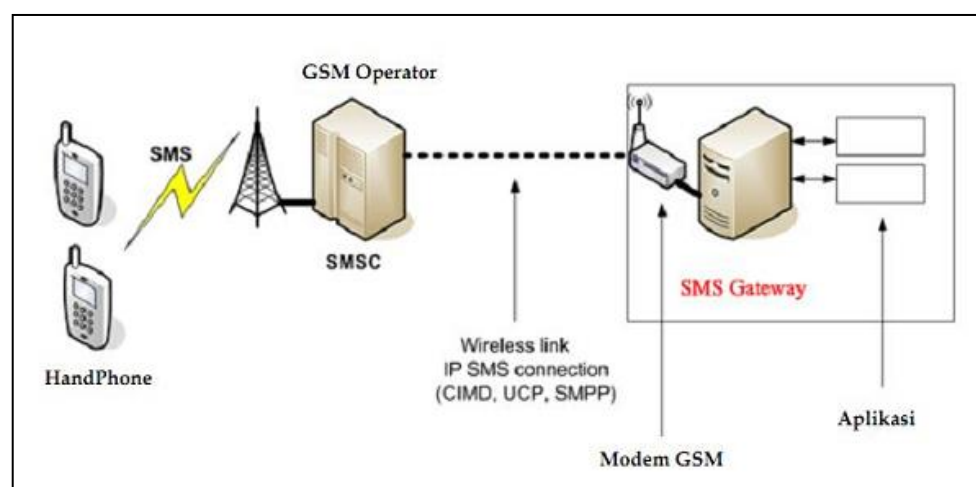 GSM Operator
SMS
SMSC
SMS Gateway
HandPhone
Wireless link
IP SMS connection
(CIMD, UCP, SMPP)
Aplikasi
Modem GSM